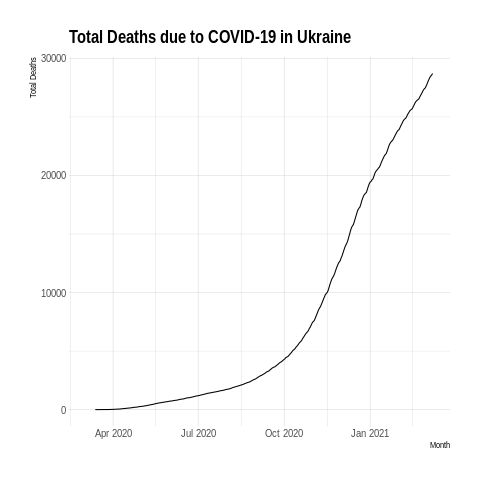 Total Deaths due to COVID-19 in Ukraine
Total Deaths
30000
20000
10000
0
Apr 2020 Jul 2020 Oct 2020 Jan 2021
Month